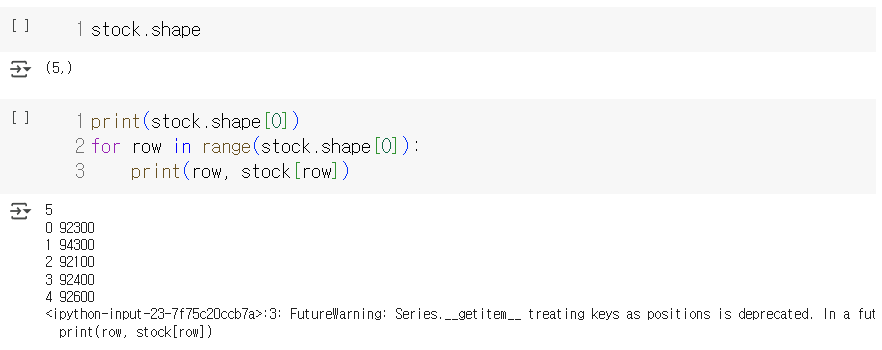 [ ] 1 stock.shape
(5,)
[ ] 1 print(stock.shape[0])
2 for row in range(stock.shape[0]):
3     print(row, stock[row])
5
0 92300
1 94300
2 92100
3 92400
4 92600
<ipython-input-23-7f75c20ccb7a>:3: FutureWarning: Series.__getitem__ treating keys as positions is deprecated. In a fut
  print(row, stock[row])